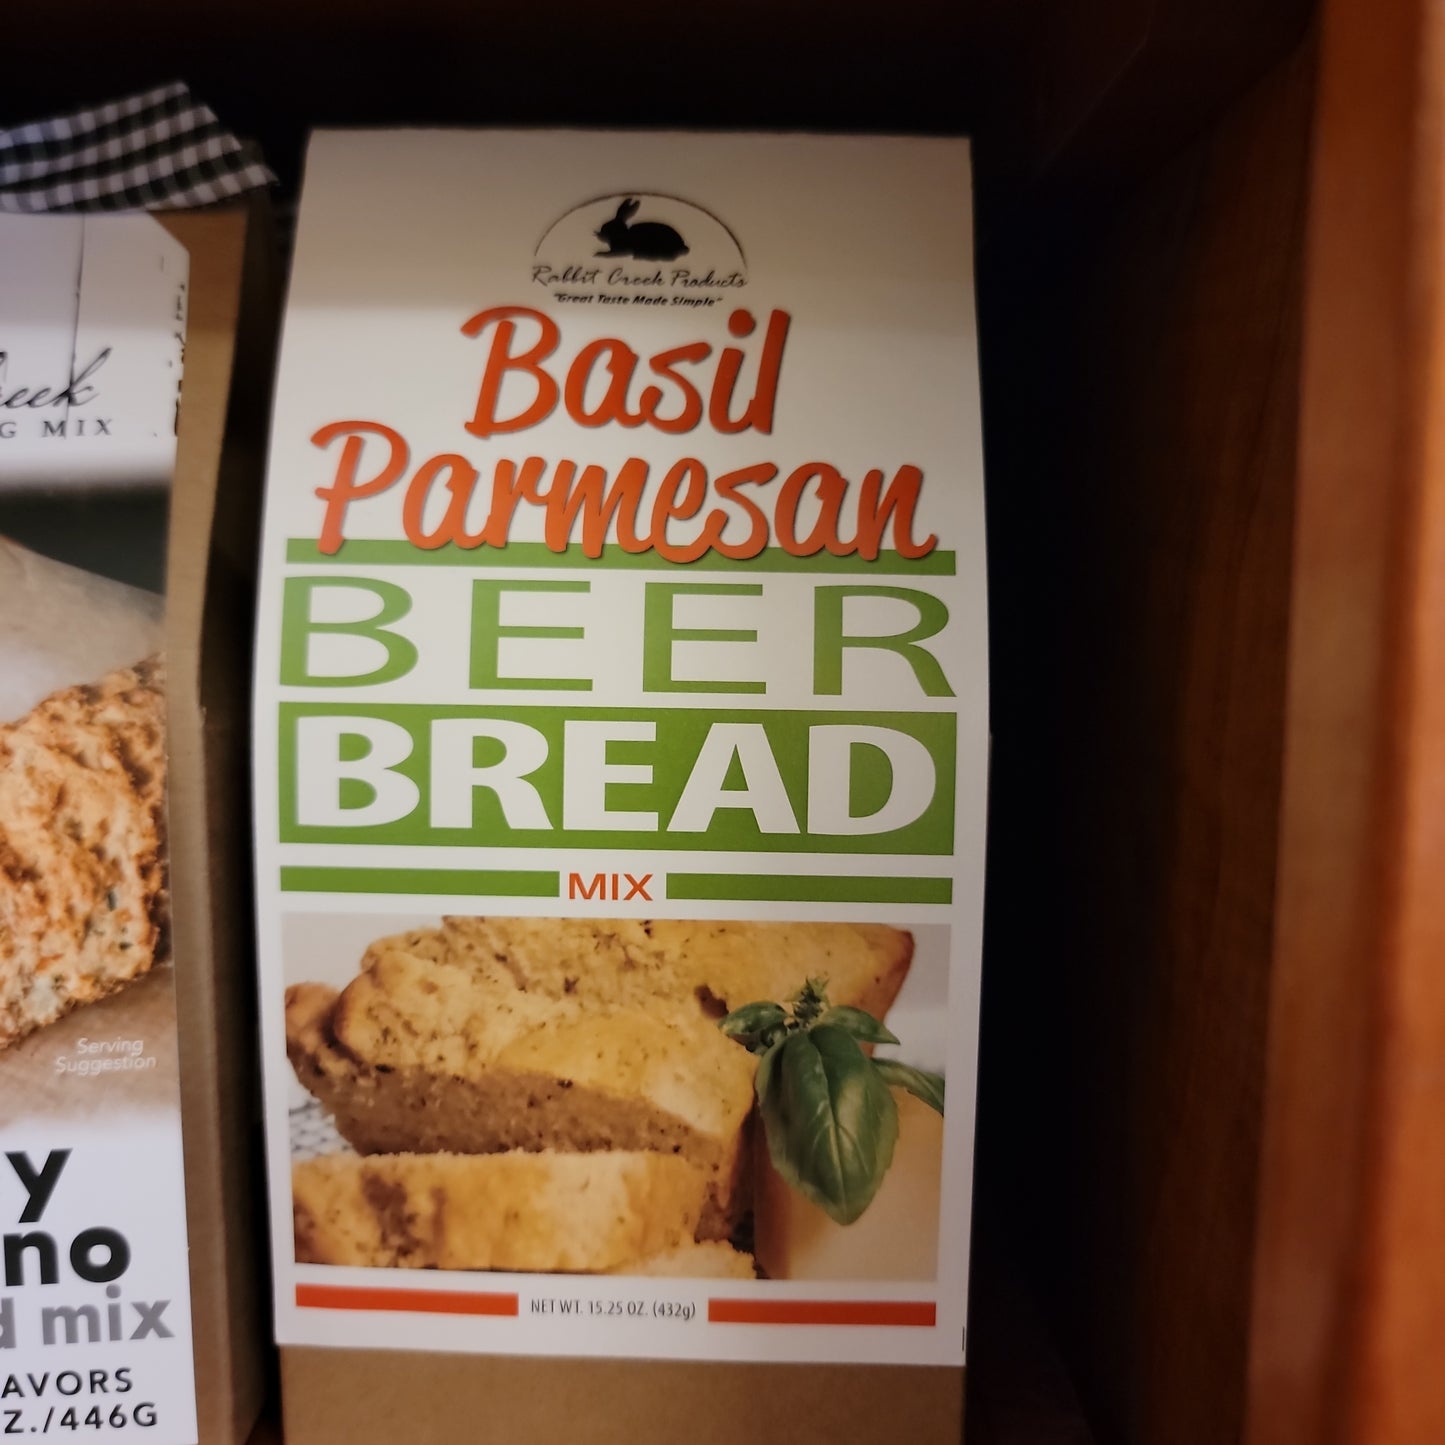 Rabbit Creek Products
"Great Taste Made Simple"
Basil
Parmesan
BEER
BREAD
MIX
NET WT. 15.25 OZ. (432g)
G MIX
Serving
Suggestion
mix
AVORS
Z./446G